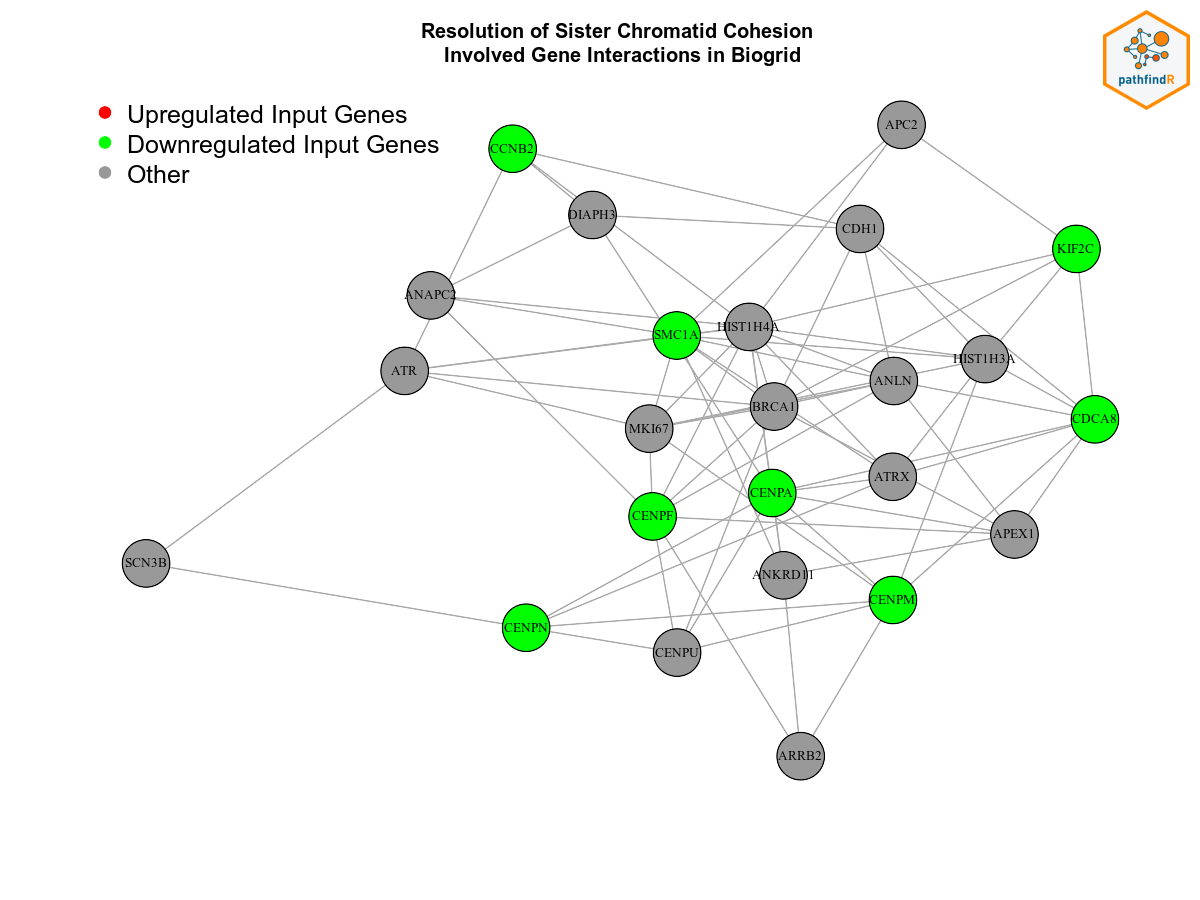 Resolution of Sister Chromatid Cohesion
Involved Gene Interactions in Biogrid
pathfindR
Upregulated Input Genes
Downregulated Input Genes
Other
APC2
CCNB2
DIAPH3
CDH1
KIF2C
ANAPC2
SMC1A
HIST1H4A
HIST1H3A
ATR
ANLN
BRCA1
CDCA8
MKI67
ATRX
CENPA
CENPF
APEX1
SCN3B
ANKRD11
CENPM
CENPN
CENPU
ARRB2